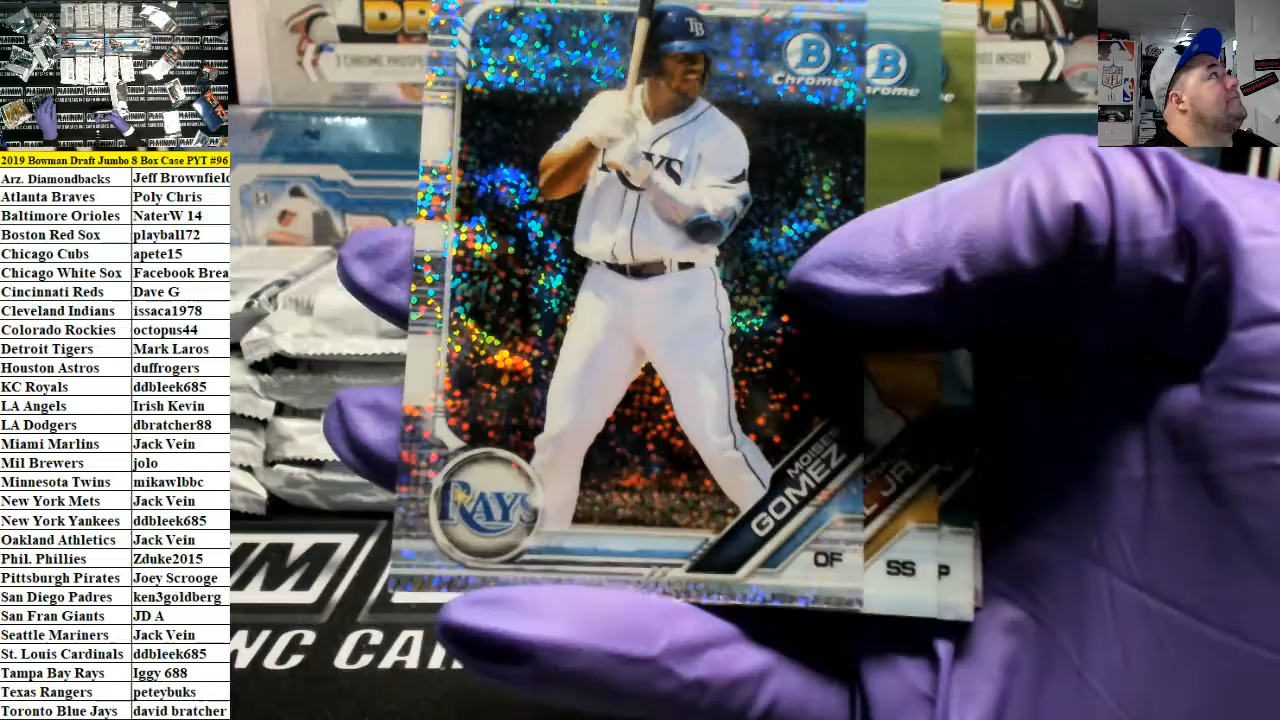 2019 Bowman Draft Jumbo 8 Box Case PYT #96
Arz. Diamondbacks Jeff Brownfield
Atlanta Braves Poly Chris
Baltimore Orioles NaterW 14
Boston Red Sox playball72
Chicago Cubs apete15
Chicago White Sox Facebook Brea
Cincinnati Reds Dave G
Cleveland Indians issaca1978
Colorado Rockies octopus44
Detroit Tigers Mark Laros
Houston Astros duffrogers
KC Royals ddbleek685
LA Angels Irish Kevin
LA Dodgers dbratcher88
Miami Marlins Jack Vein
Mil Brewers jolo
Minnesota Twins mikawlbbc
New York Mets Jack Vein
New York Yankees ddbleek685
Oakland Athletics Jack Vein
Phil. Phillies Zduke2015
Pittsburgh Pirates Joey Scrooge
San Diego Padres ken3goldberg
San Fran Giants JD A
Seattle Mariners Jack Vein
St. Louis Cardinals ddbleek685
Tampa Bay Rays Iggy 688
Texas Rangers peteybuks
Toronto Blue Jays david bratcher
TB
B
Chrome
B
rome
RAYS
MOISES
GOMEZ
OF
JR.
SS
P